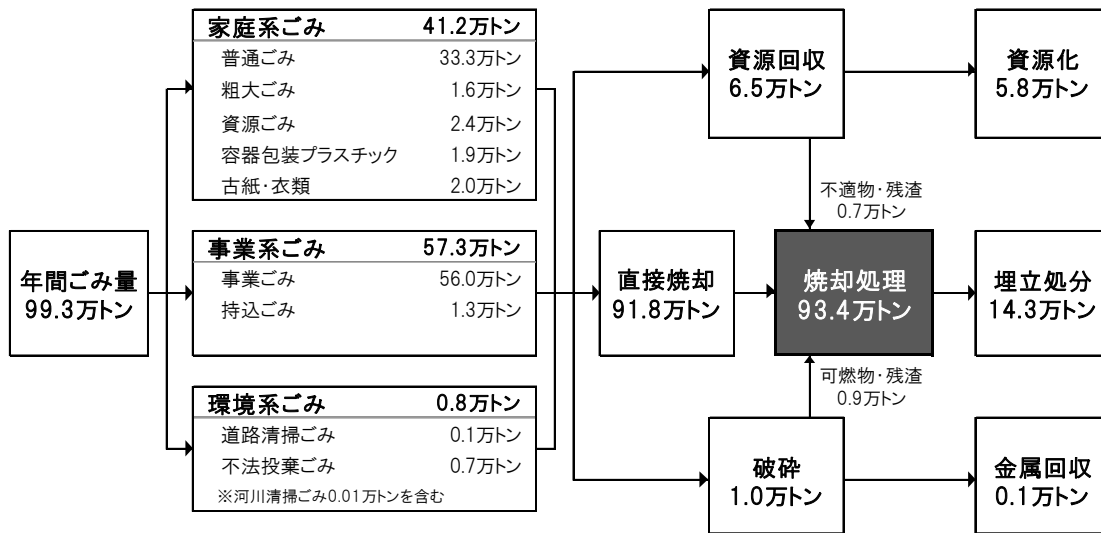 年間ごみ量
99.3万トン
家庭系ごみ 41.2万トン
普通ごみ 33.3万トン
粗大ごみ 1.6万トン
資源ごみ 2.4万トン
容器包装プラスチック 1.9万トン
古紙・衣類 2.0万トン
事業系ごみ 57.3万トン
事業ごみ 56.0万トン
持込ごみ 1.3万トン
環境系ごみ 0.8万トン
道路清掃ごみ 0.1万トン
不法投棄ごみ 0.7万トン
※河川清掃ごみ0.01万トンを含む
資源回収
6.5万トン
資源化
5.8万トン
不適物・残渣
0.7万トン
直接焼却
91.8万トン
焼却処理
93.4万トン
埋立処分
14.3万トン
可燃物・残渣
0.9万トン
破砕
1.0万トン
金属回収
0.1万トン